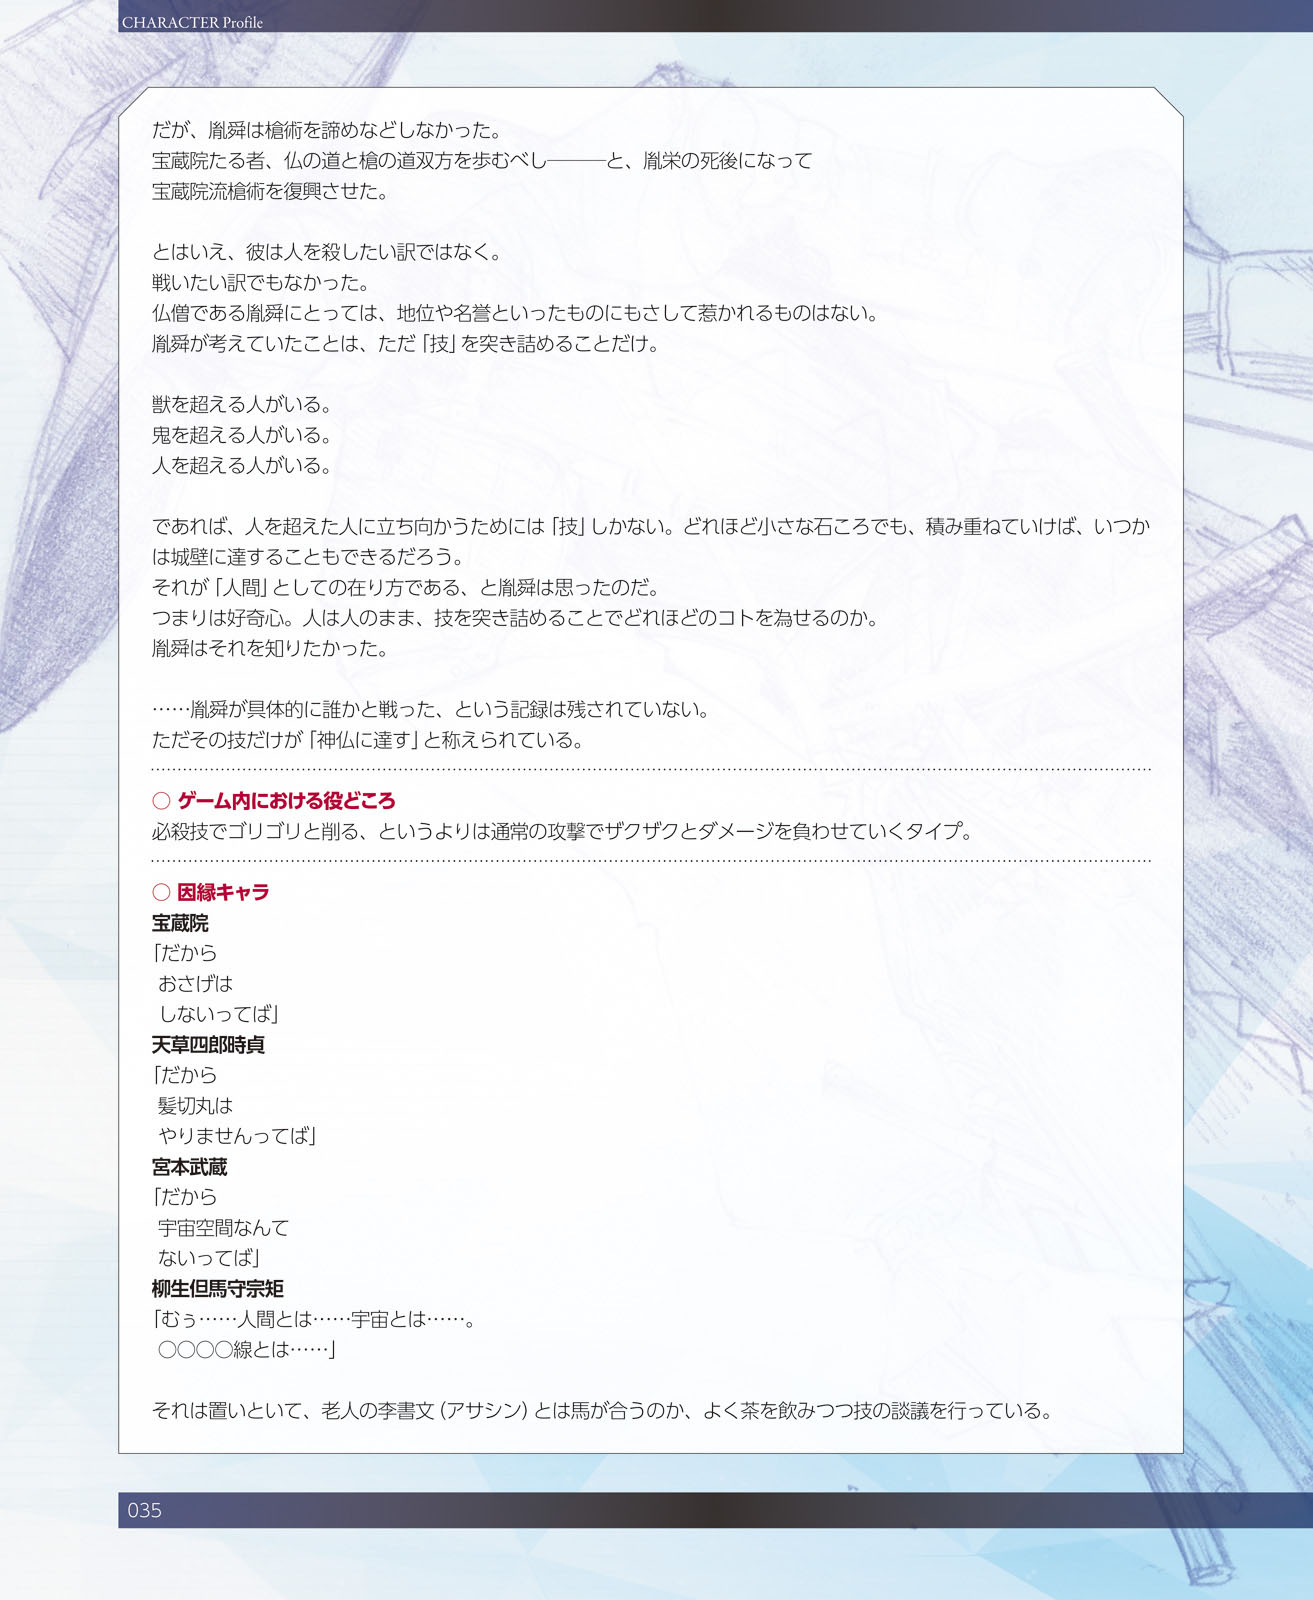 CHARACTER Profile
だが、胤舜は槍術を諦めなどしなかった。
宝蔵院たる者、仏の道と槍の道双方を歩むべし———と、胤栄の死後になって
宝蔵院流槍術を復興させた。
とはいえ、彼は人を殺したい訳ではなく。
戦いたい訳でもなかった。
仏僧である胤舜にとっては、地位や名誉といったものにもさして惹かれるものはない。
胤舜が考えていたことは、ただ「技」を突き詰めることだけ。
獣を超える人がいる。
鬼を超える人がいる。
人を超える人がいる。
であれば、人を超えた人に立ち向かうためには「技」しかない。どれほど小さな石ころでも、積み重ねていけば、いつか
は城壁に達することもできるだろう。
それが「人間」としての在り方である、と胤舜は思ったのだ。
つまりは好奇心。人は人のまま、技を突き詰めることでどれほどのコトを為せるのか。
胤舜はそれを知りたかった。
……胤舜が具体的に誰かと戦った、という記録は残されていない。
ただその技だけが「神仏に達す」と称えられている。
○ ゲーム内における役どころ
必殺技でゴリゴリと削る、というよりは通常の攻撃でザクザクとダメージを負わせていくタイプ。
○ 因縁キャラ
宝蔵院
「だから
おさげは
しないってば」
天草四郎時貞
「だから
髪切丸は
やりませんってば」
宮本武蔵
「だから
宇宙空間なんて
ないってば」
柳生但馬守宗矩
「むぅ……人間とは……宇宙とは……。
○○○○線とは……」
それは置いといて、老人の李書文（アサシン）とは馬が合うのか、よく茶を飲みつつ技の談議を行っている。
035